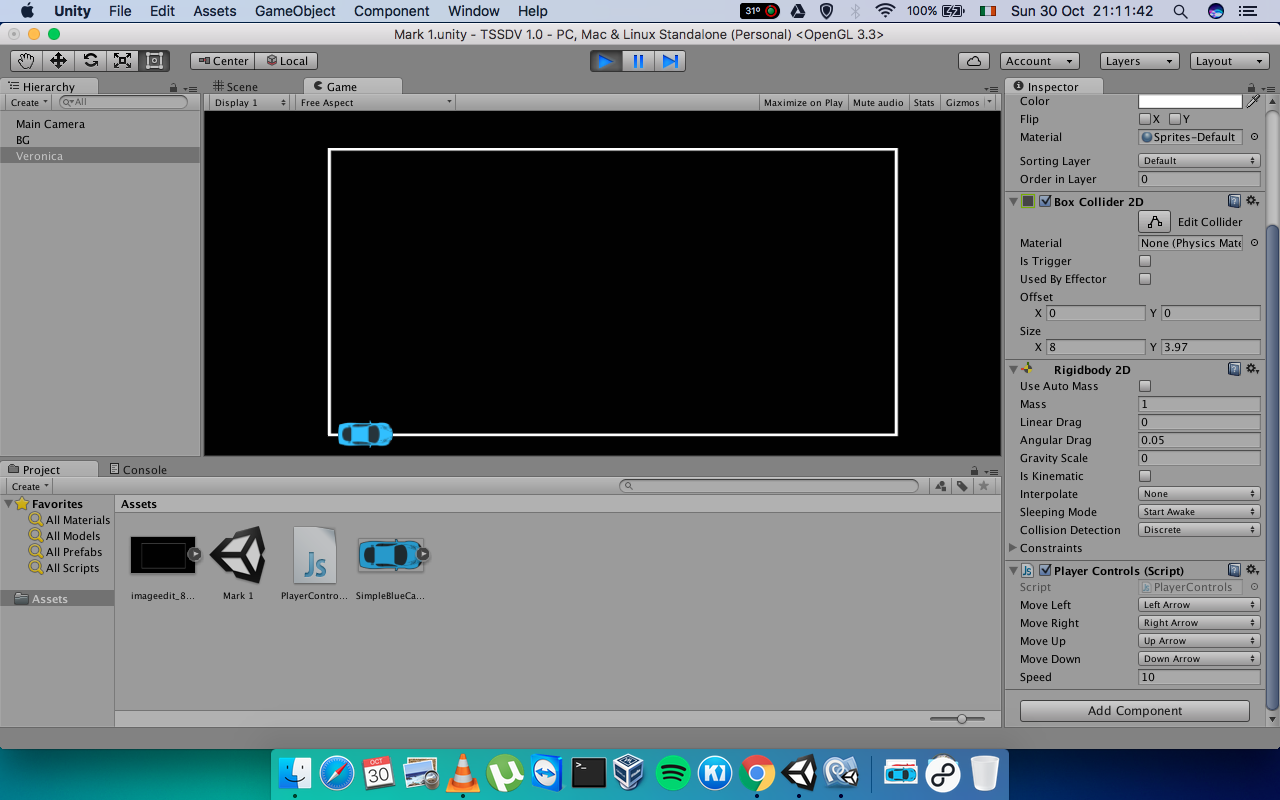 Unity File Edit Assets GameObject Component Window Help 31° 100% Sun 30 Oct 21:11:42
Mark 1.unity - TSSDV 1.0 - PC, Mac & Linux Standalone (Personal) <OpenGL 3.3>
Center Local Account Layers Layout
Hierarchy
Create All
Main Camera
BG
Veronica
Scene Game
Display 1 Free Aspect Maximize on Play Mute audio Stats Gizmos
Project Console
Create
Favorites
All Materials
All Models
All Prefabs
All Scripts
Assets
Assets
Js
imageedit_8... Mark 1 PlayerContro... SimpleBlueCa...
Inspector
Color
Flip X Y
Material Sprites-Default
Sorting Layer Default
Order in Layer 0
Box Collider 2D
Edit Collider
Material None (Physics Mate
Is Trigger
Used By Effector
Offset
X 0 Y 0
Size
X 8 Y 3.97
Rigidbody 2D
Use Auto Mass
Mass 1
Linear Drag 0
Angular Drag 0.05
Gravity Scale 0
Is Kinematic
Interpolate None
Sleeping Mode Start Awake
Collision Detection Discrete
Constraints
Js Player Controls (Script)
Script PlayerControls
Move Left Left Arrow
Move Right Right Arrow
Move Up Up Arrow
Move Down Down Arrow
Speed 10
Add Component
OCT
30